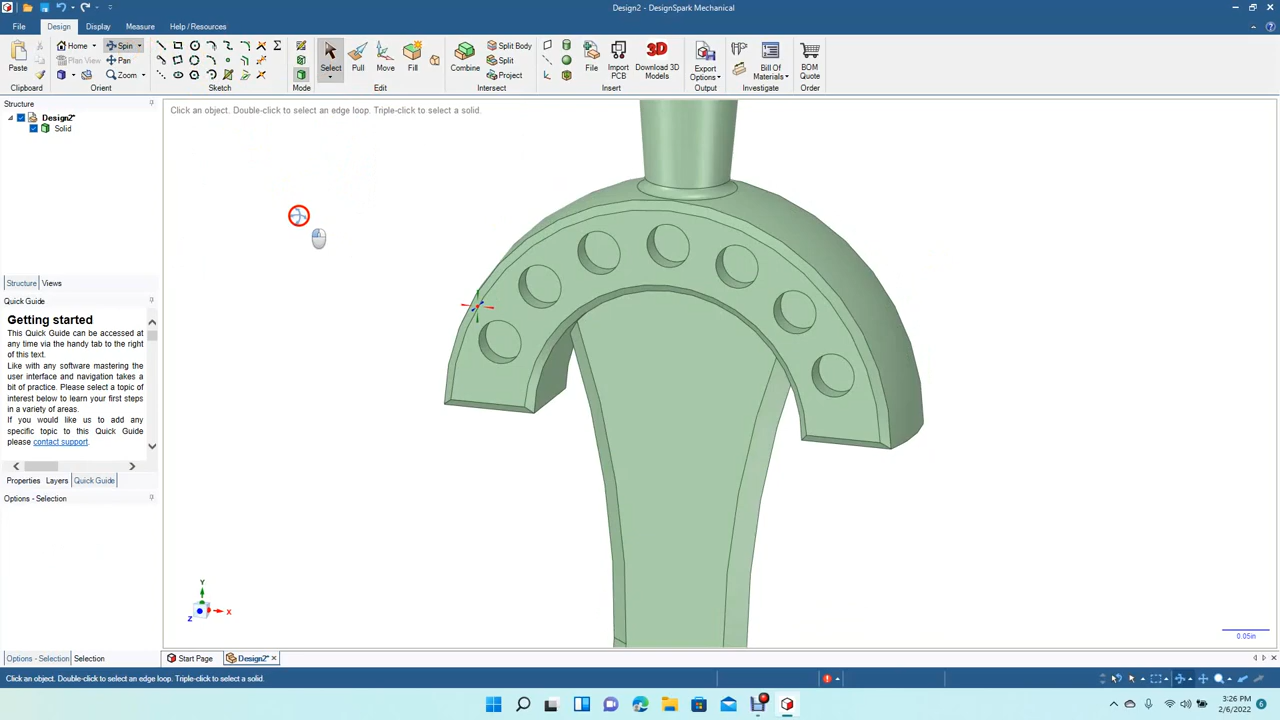 Design2 - DesignSpark Mechanical
File Design Display Measure Help / Resources
Paste
Home Spin
Plan View Pan
Zoom
Select Pull Move Fill
Combine
Split Body
Split
Project
File Import PCB Download 3D Models
Export Options
Bill Of Materials
BOM Quote
Clipboard Orient Sketch Mode Edit Intersect Insert Output Investigate Order
Structure
Click an object. Double-click to select an edge loop. Triple-click to select a solid.
Design2*
Solid
Structure Views
Quick Guide
Getting started
This Quick Guide can be accessed at
any time via the handy tab to the right
of this text.
Like with any software mastering the
user interface and navigation takes a
bit of practice. Please select a topic of
interest below to learn your first steps
in a variety of areas.
If you would like us to add any
specific topic to this Quick Guide
please contact support.
Properties Layers Quick Guide
Options - Selection
Y
X
Z
0.05in
Options - Selection Selection
Start Page Design2*
Click an object. Double-click to select an edge loop. Triple-click to select a solid.
3:26 PM
2/6/2022